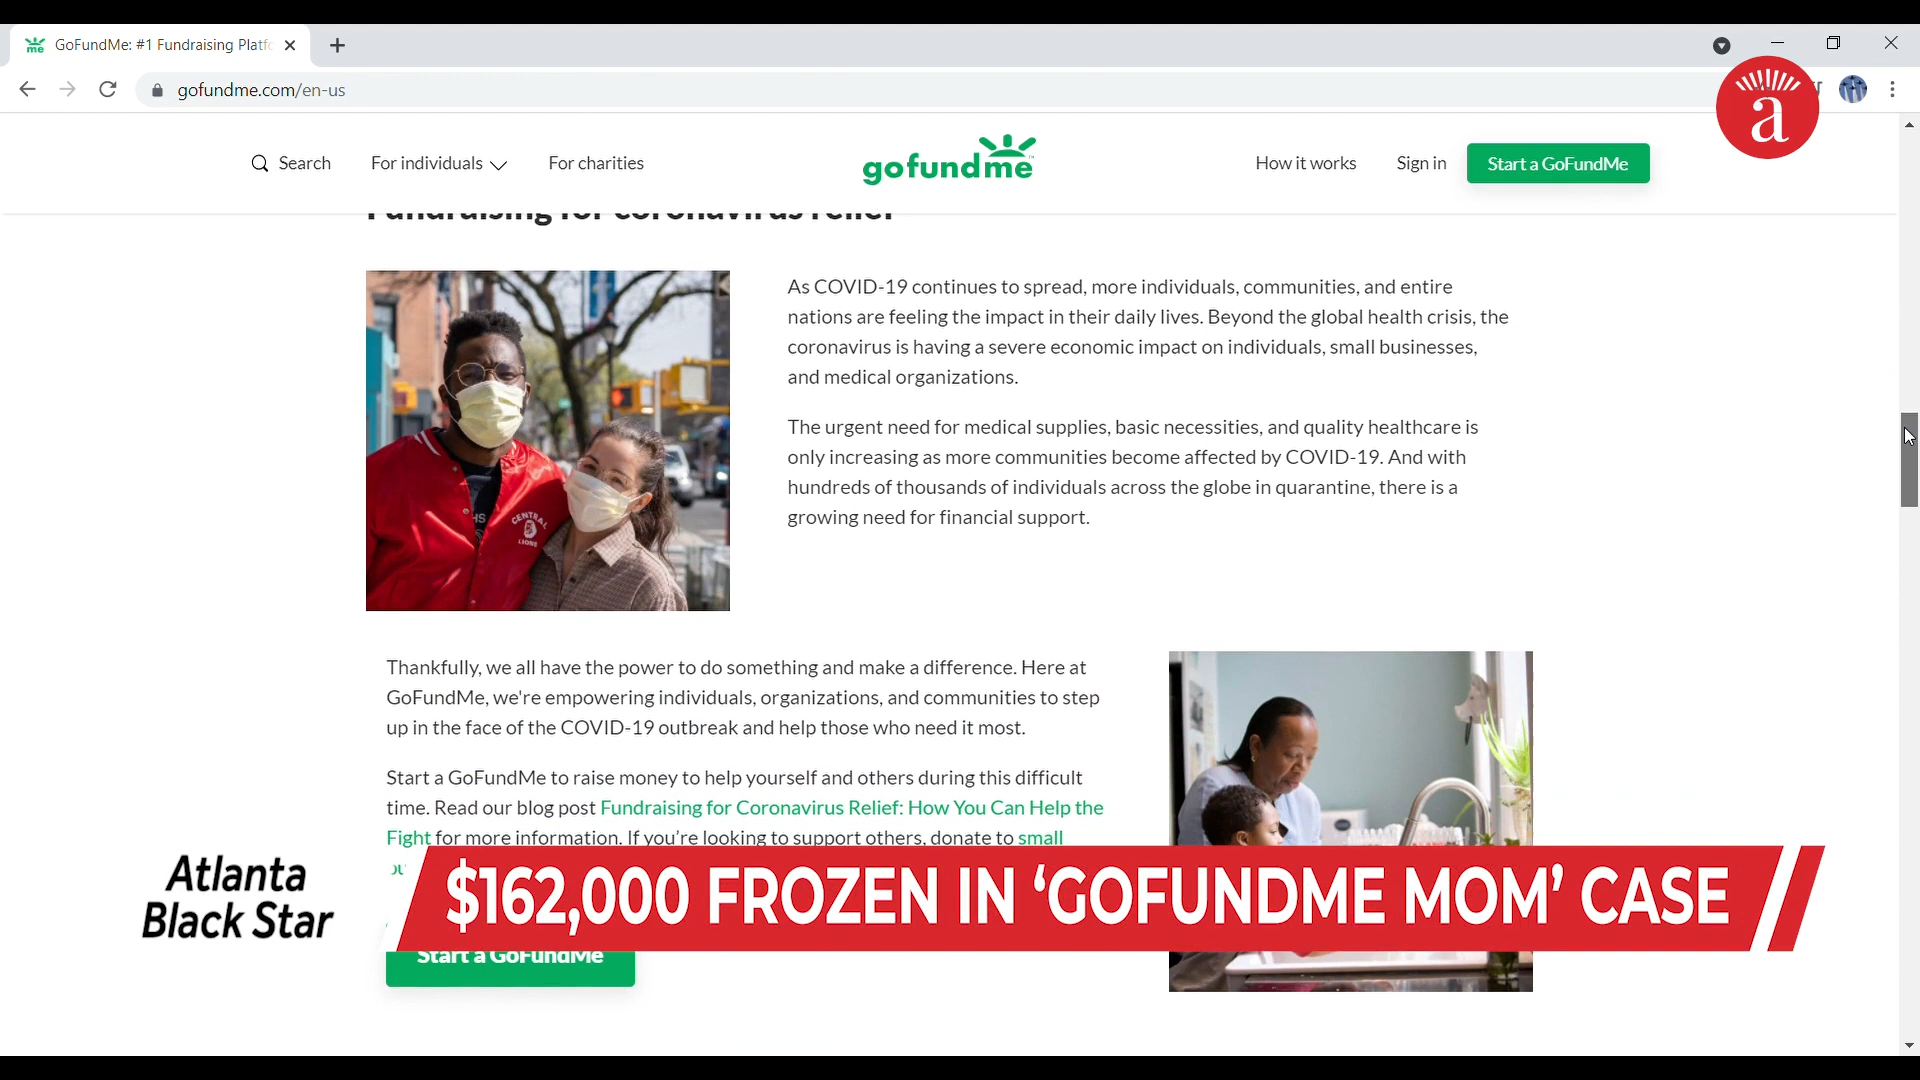 GoFundMe: #1 Fundraising Platfo
gofundme.com/en-us
a
Search
For individuals
For charities
gofundme
How it works
Sign in
Start a GoFundMe
Fundraising for coronavirus relief
As COVID-19 continues to spread, more individuals, communities, and entire
nations are feeling the impact in their daily lives. Beyond the global health crisis, the
coronavirus is having a severe economic impact on individuals, small businesses,
and medical organizations.
The urgent need for medical supplies, basic necessities, and quality healthcare is
only increasing as more communities become affected by COVID-19. And with
hundreds of thousands of individuals across the globe in quarantine, there is a
growing need for financial support.
CENTRAL
LIONS
Thankfully, we all have the power to do something and make a difference. Here at
GoFundMe, we're empowering individuals, organizations, and communities to step
up in the face of the COVID-19 outbreak and help those who need it most.
Start a GoFundMe to raise money to help yourself and others during this difficult
time. Read our blog post Fundraising for Coronavirus Relief: How You Can Help the
Fight for more information. If you’re looking to support others, donate to small
Atlanta
Black Star
$162,000 FROZEN IN ‘GOFUNDME MOM’ CASE
Start a GoFundMe